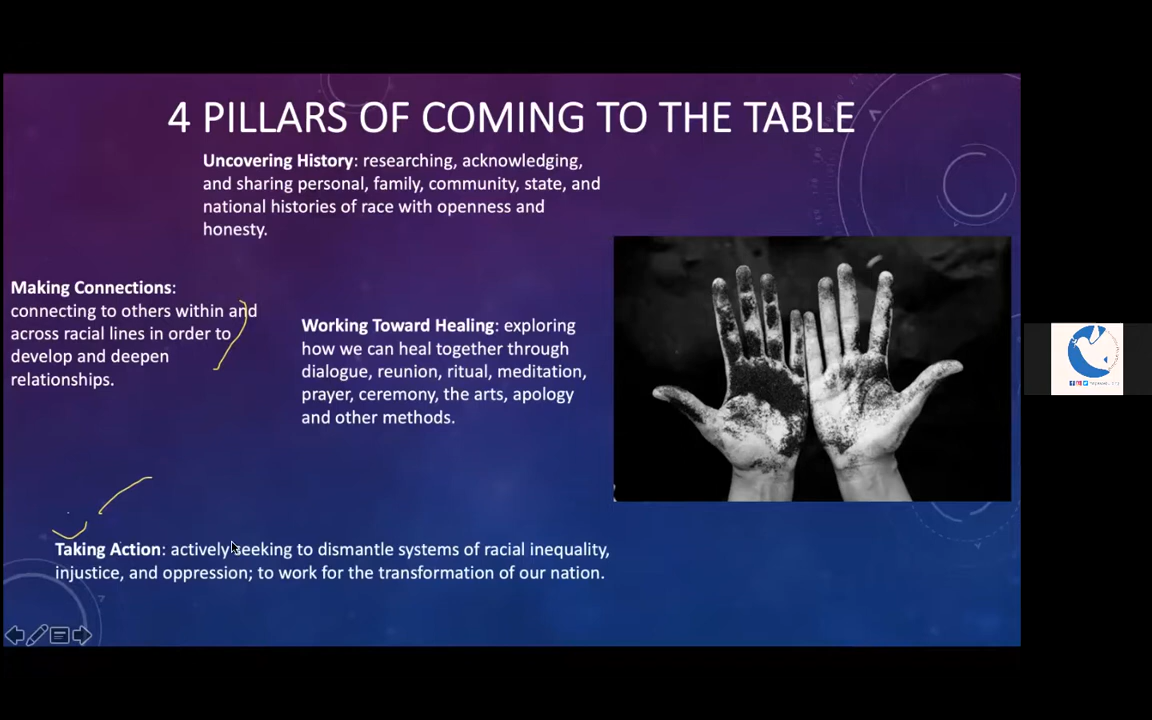 4 PILLARS OF COMING TO THE TABLE
Uncovering History: researching, acknowledging,
and sharing personal, family, community, state, and
national histories of race with openness and
honesty.
Making Connections:
connecting to others within and
across racial lines in order to
develop and deepen
relationships.
Working Toward Healing: exploring
how we can heal together through
dialogue, reunion, ritual, meditation,
prayer, ceremony, the arts, apology
and other methods.
Taking Action: actively seeking to dismantle systems of racial inequality,
injustice, and oppression; to work for the transformation of our nation.